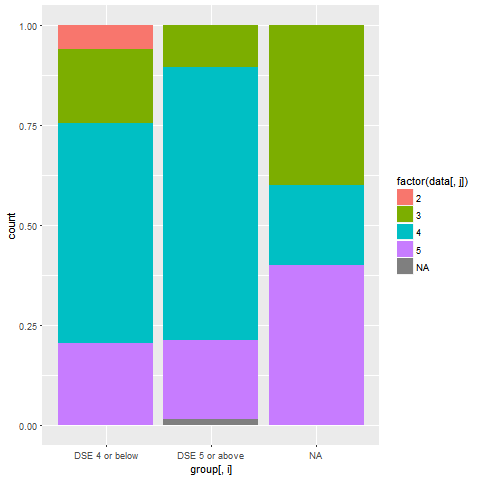 1.00
0.75
0.50
0.25
0.00
count
DSE 4 or below
DSE 5 or above
NA
group[, i]
factor(data[, j])
2
3
4
5
NA